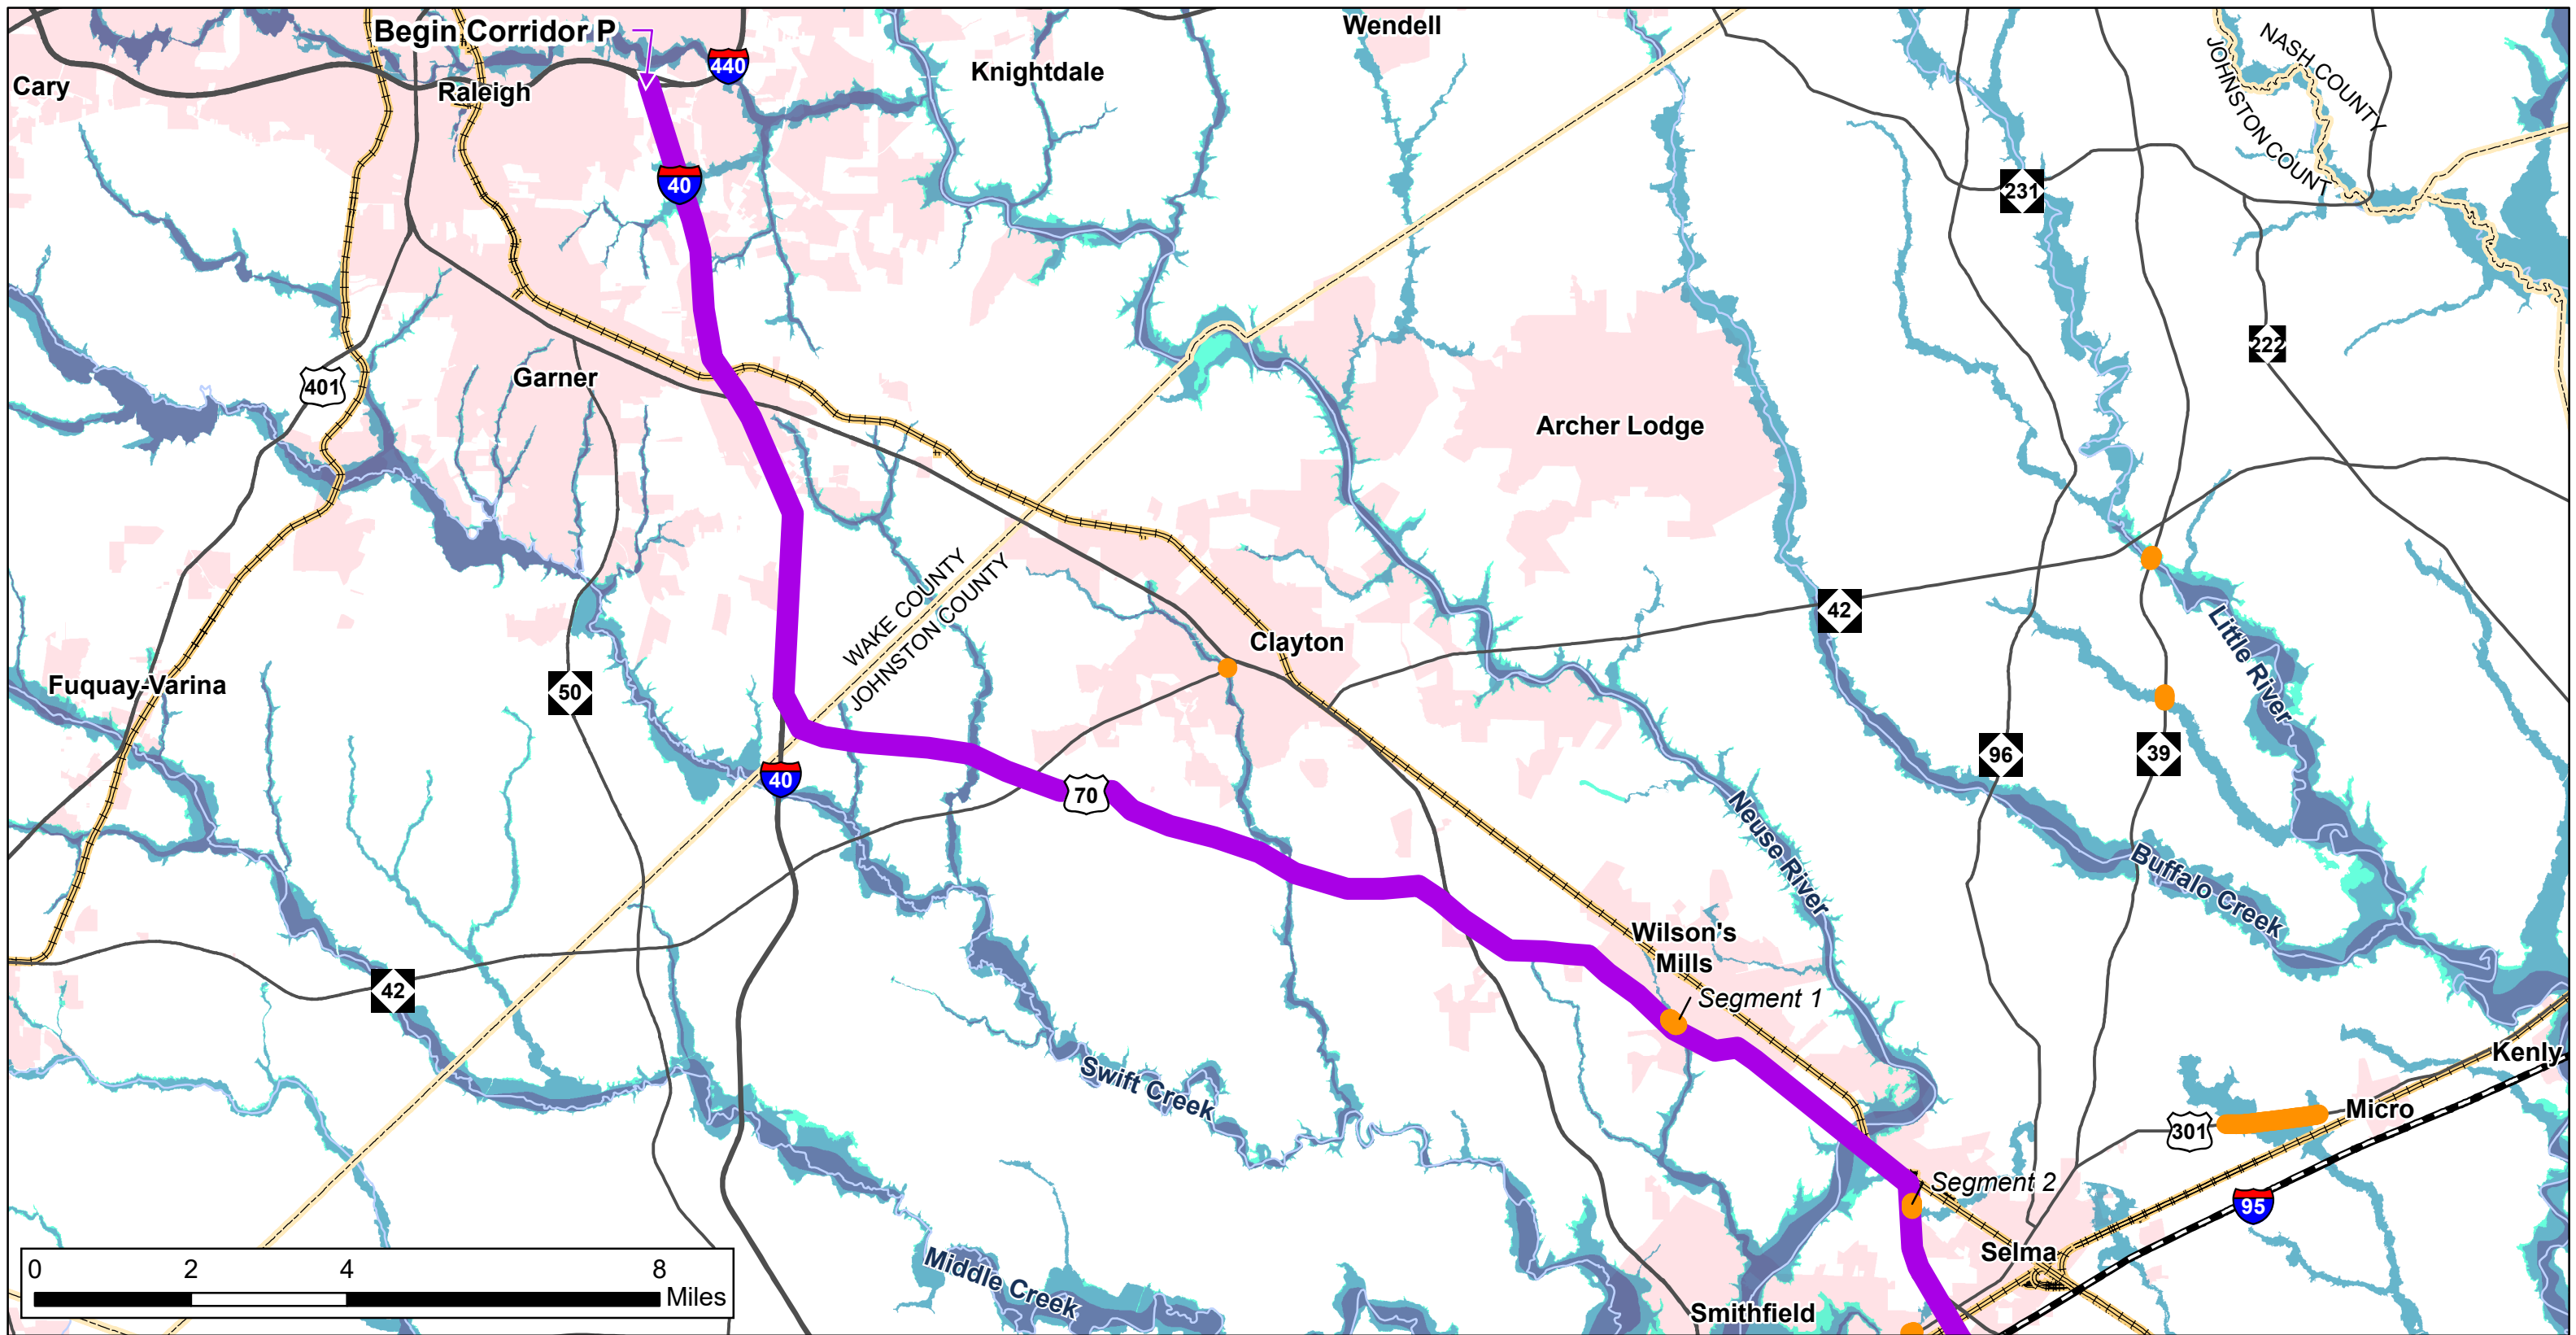 Begin Corridor P
Wendell
440
Knightdale
Cary
Raleigh
NASH COUNTY
JOHNSTON COUNT
40
231
222
401
Garner
Archer Lodge
WAKE COUNTY
JOHNSTON COUNTY
Clayton
42
Little River
Fuquay-Varina
50
96
39
40
70
Neuse River
Buffalo Creek
Wilson's
Mills
42
Segment 1
Swift Creek
Kenly
Micro
301
Segment 2
95
Selma
Middle Creek
Smithfield
0 2 4 8
Miles